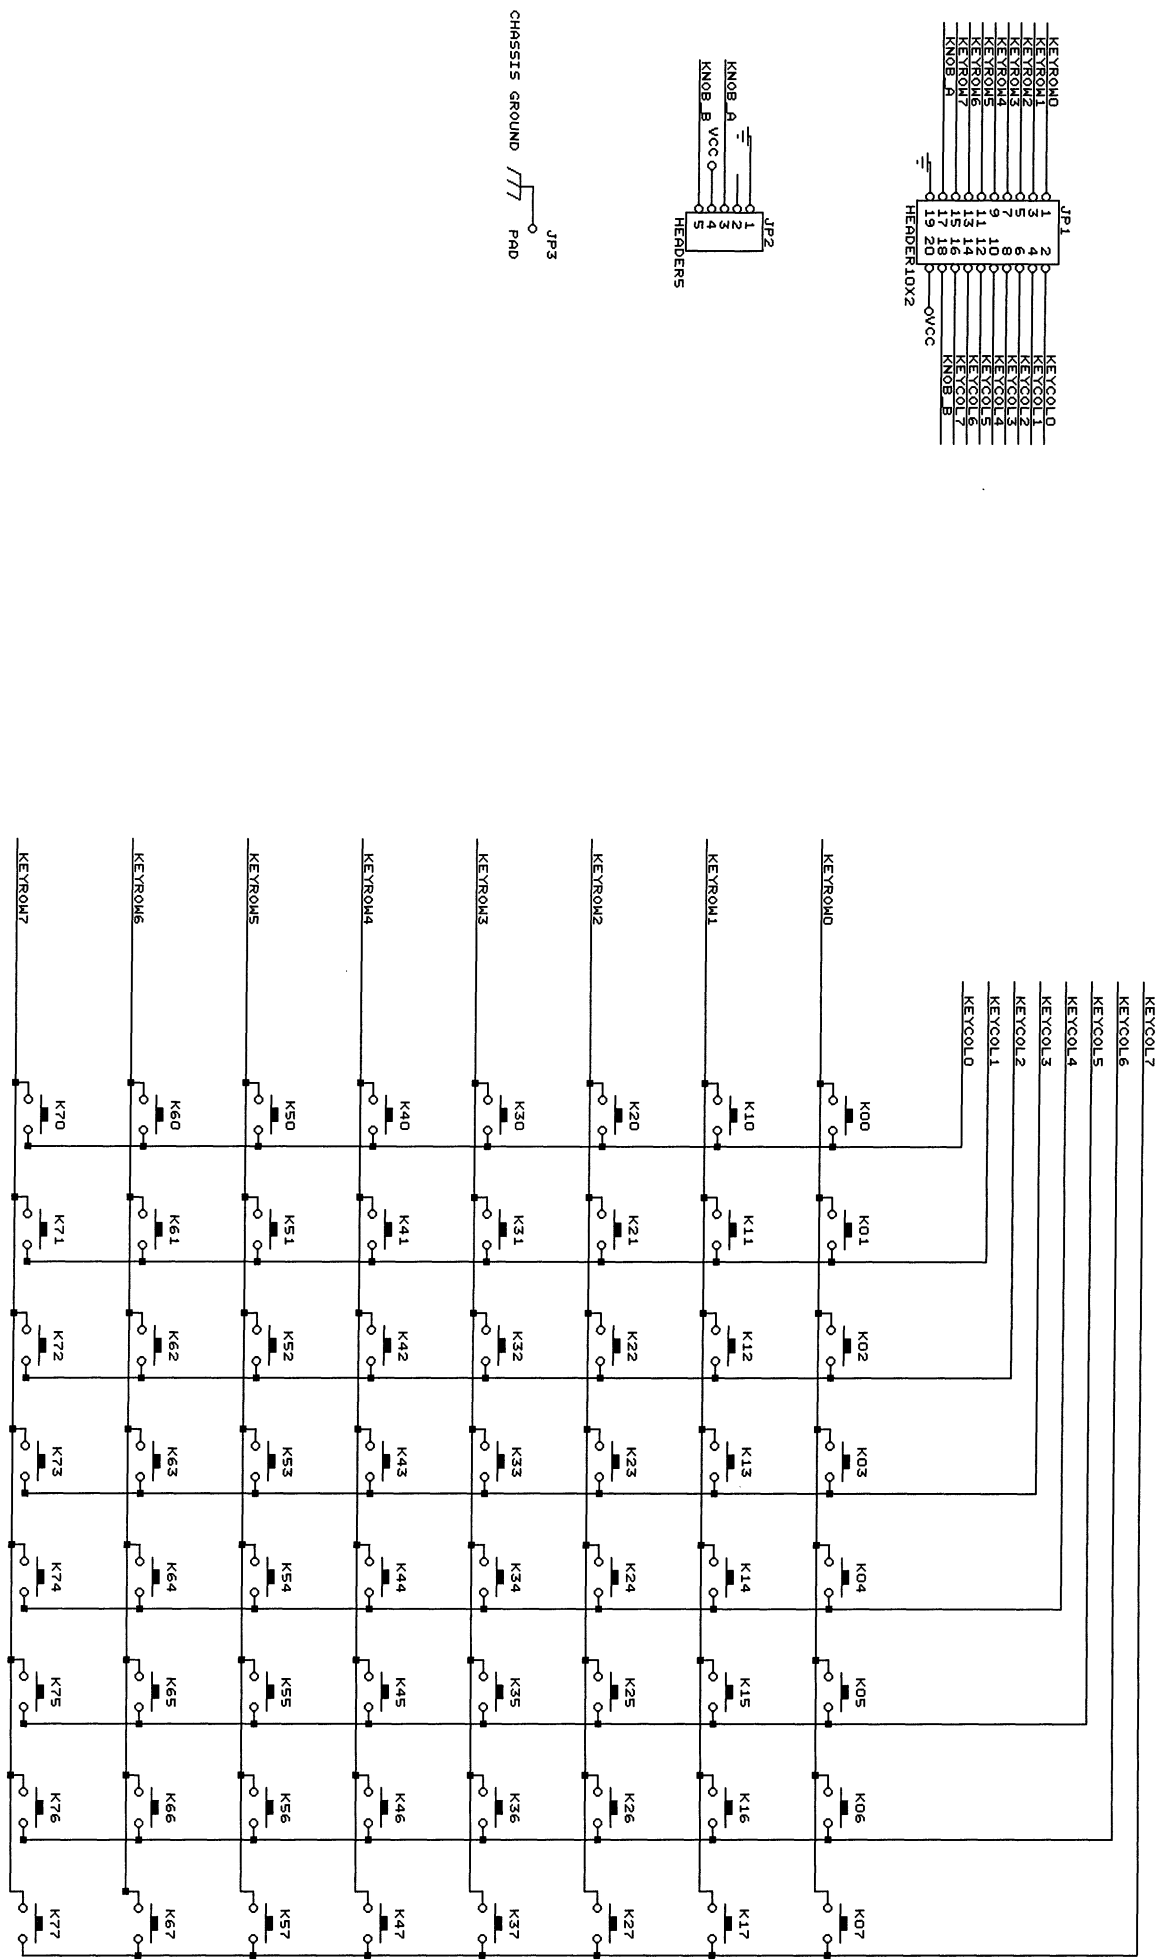 JP1
KEYROW0 1 2 KEYCOL0
KEYROW1 3 4 KEYCOL1
KEYROW2 5 6 KEYCOL2
KEYROW3 7 8 KEYCOL3
KEYROW4 9 10 KEYCOL4
KEYROW5 11 12 KEYCOL5
KEYROW6 13 14 KEYCOL6
KEYROW7 15 16 KEYCOL7
KNOB_A 17 18 KNOB_B
19 20 VCC
HEADER10X2
JP2
1
2
KNOB_A 3
VCC 4
KNOB_B 5
HEADER5
JP3
CHASSIS GROUND PAD
KEYCOL7
KEYCOL6
KEYCOL5
KEYCOL4
KEYCOL3
KEYCOL2
KEYCOL1
KEYCOL0
K00 K01 K02 K03 K04 K05 K06 K07
KEYROW0
K10 K11 K12 K13 K14 K15 K16 K17
KEYROW1
K20 K21 K22 K23 K24 K25 K26 K27
KEYROW2
K30 K31 K32 K33 K34 K35 K36 K37
KEYROW3
K40 K41 K42 K43 K44 K45 K46 K47
KEYROW4
K50 K51 K52 K53 K54 K55 K56 K57
KEYROW5
K60 K61 K62 K63 K64 K65 K66 K67
KEYROW6
K70 K71 K72 K73 K74 K75 K76 K77
KEYROW7